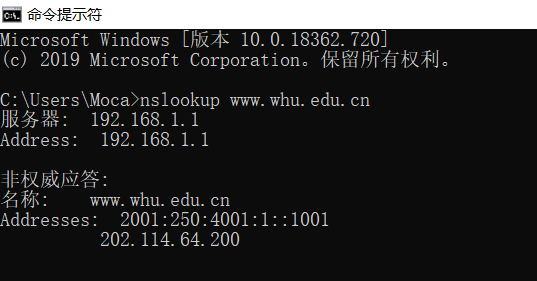 命令提示符
Microsoft Windows [版本 10.0.18362.720]
(c) 2019 Microsoft Corporation。保留所有权利。
C:\Users\Moca>nslookup www.whu.edu.cn
服务器:  192.168.1.1
Address:  192.168.1.1
非权威应答:
名称:    www.whu.edu.cn
Addresses:  2001:250:4001:1::1001
          202.114.64.200